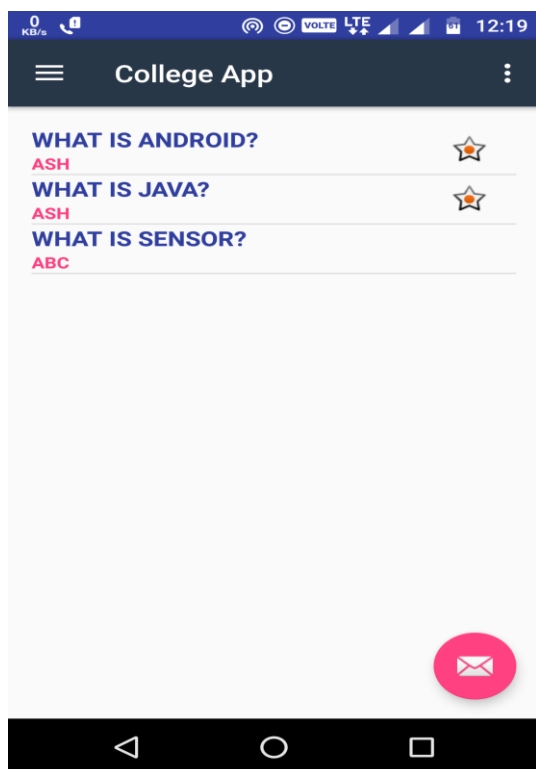 0
KB/s
VOLTE LTE 61 12:19
College App
WHAT IS ANDROID?
ASH
WHAT IS JAVA?
ASH
WHAT IS SENSOR?
ABC